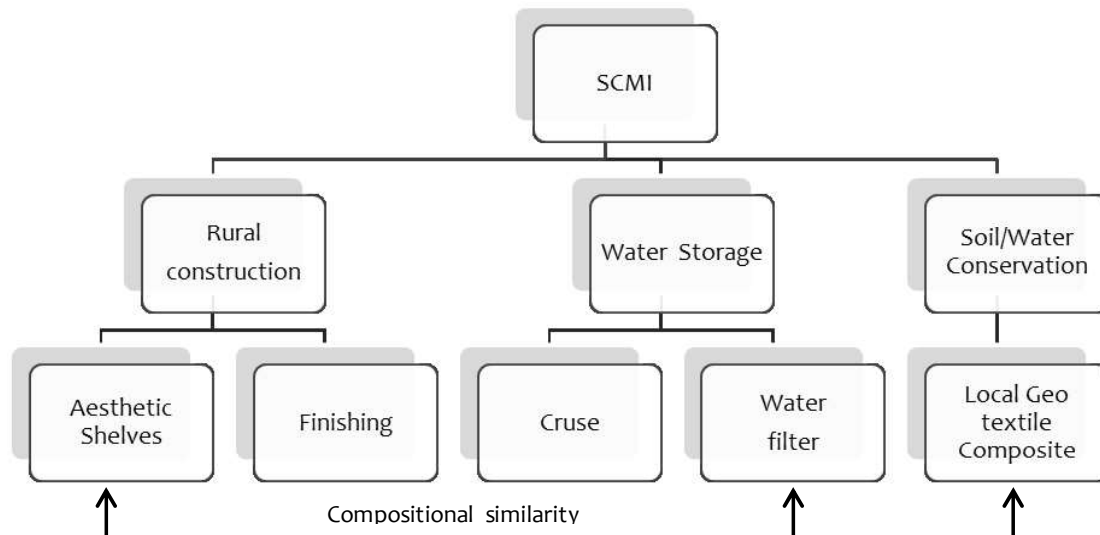 SCMI
Rural
construction
Water Storage
Soil/Water
Conservation
Aesthetic
Shelves
Finishing
Cruse
Water
filter
Local Geo
textile
Composite
Compositional similarity